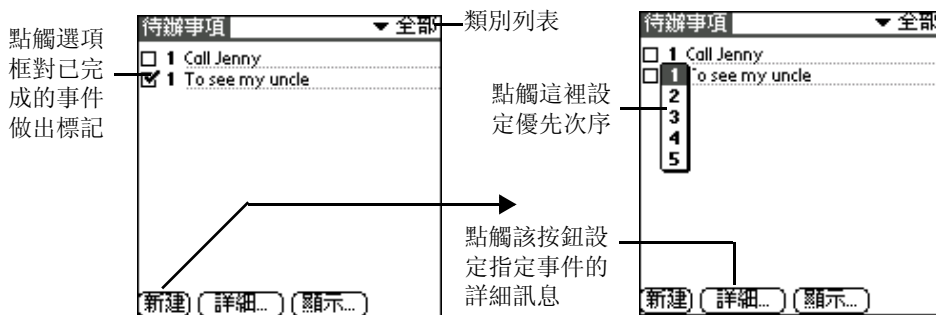 點觸選項
框對已完
成的事件
做出標記
待辦事項 全部
1 Call Jenny
1 To see my uncle
新建 詳細... 顯示...
類別列表
點觸這裡設
定優先次序
點觸該按鈕設
定指定事件的
詳細訊息
待辦事項 全部
1 Call Jenny
1 To see my uncle
2
3
4
5
新建 詳細... 顯示...